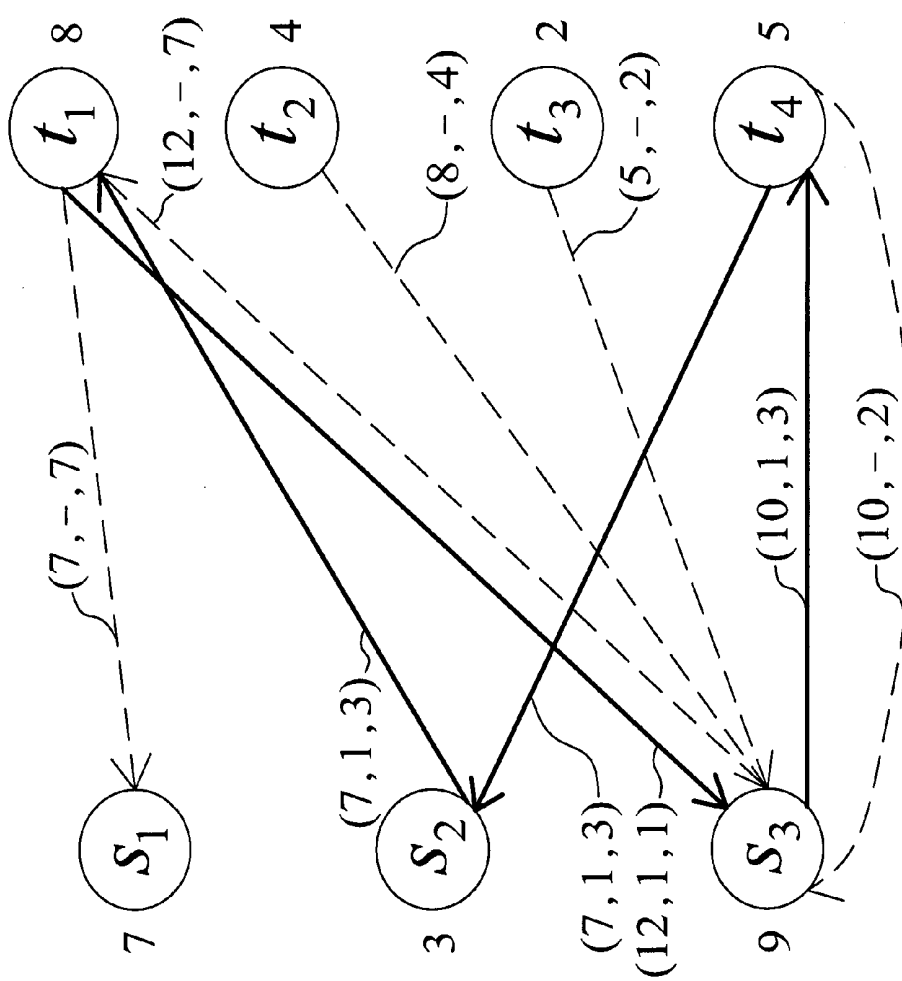 8
t1
(12,−,7)
4
t2
(8,−,4)
2
t3
(5,−,2)
5
t4
(7,−,7)
(7,1,3)
(10,1,3)
(10,−,2)
(7,1,3)
(12,1,1)
7
s1
3
s2
9
s3